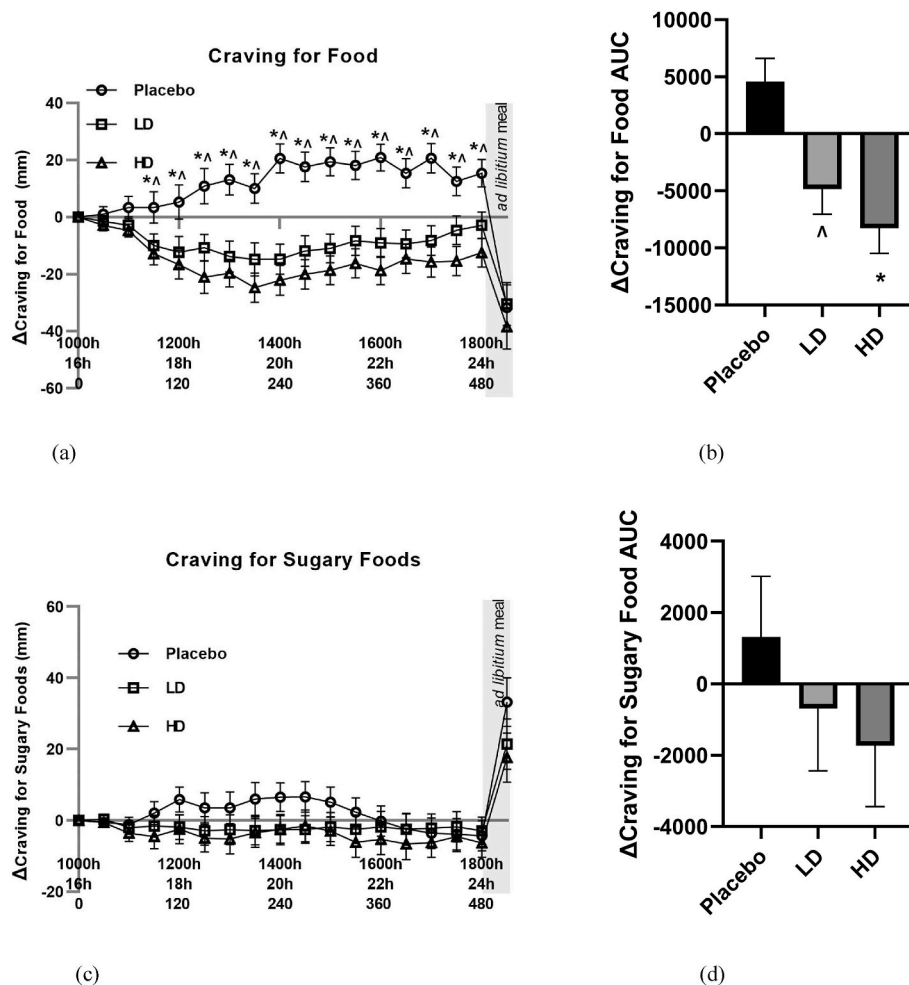 Craving for Food
Placebo
LD
HD
ΔCraving for Food (mm)
40
20
0
-20
-40
-60
*^ *^ *^ *^ *^ *^ *^ *^ *^ *^ *^ *^ *^ *^
ad libitium meal
1000h 1200h 1400h 1600h 1800h
16h 18h 20h 22h 24h
0 120 240 360 480
(a)
ΔCraving for Food AUC
10000
5000
0
-5000
-10000
-15000
^
*
Placebo
LD
HD
(b)
Craving for Sugary Foods
Placebo
LD
HD
ΔCraving for Sugary Foods (mm)
60
40
20
0
-20
ad libitium meal
1000h 1200h 1400h 1600h 1800h
16h 18h 20h 22h 24h
0 120 240 360 480
(c)
ΔCraving for Sugary Food AUC
4000
2000
0
-2000
-4000
Placebo
LD
HD
(d)